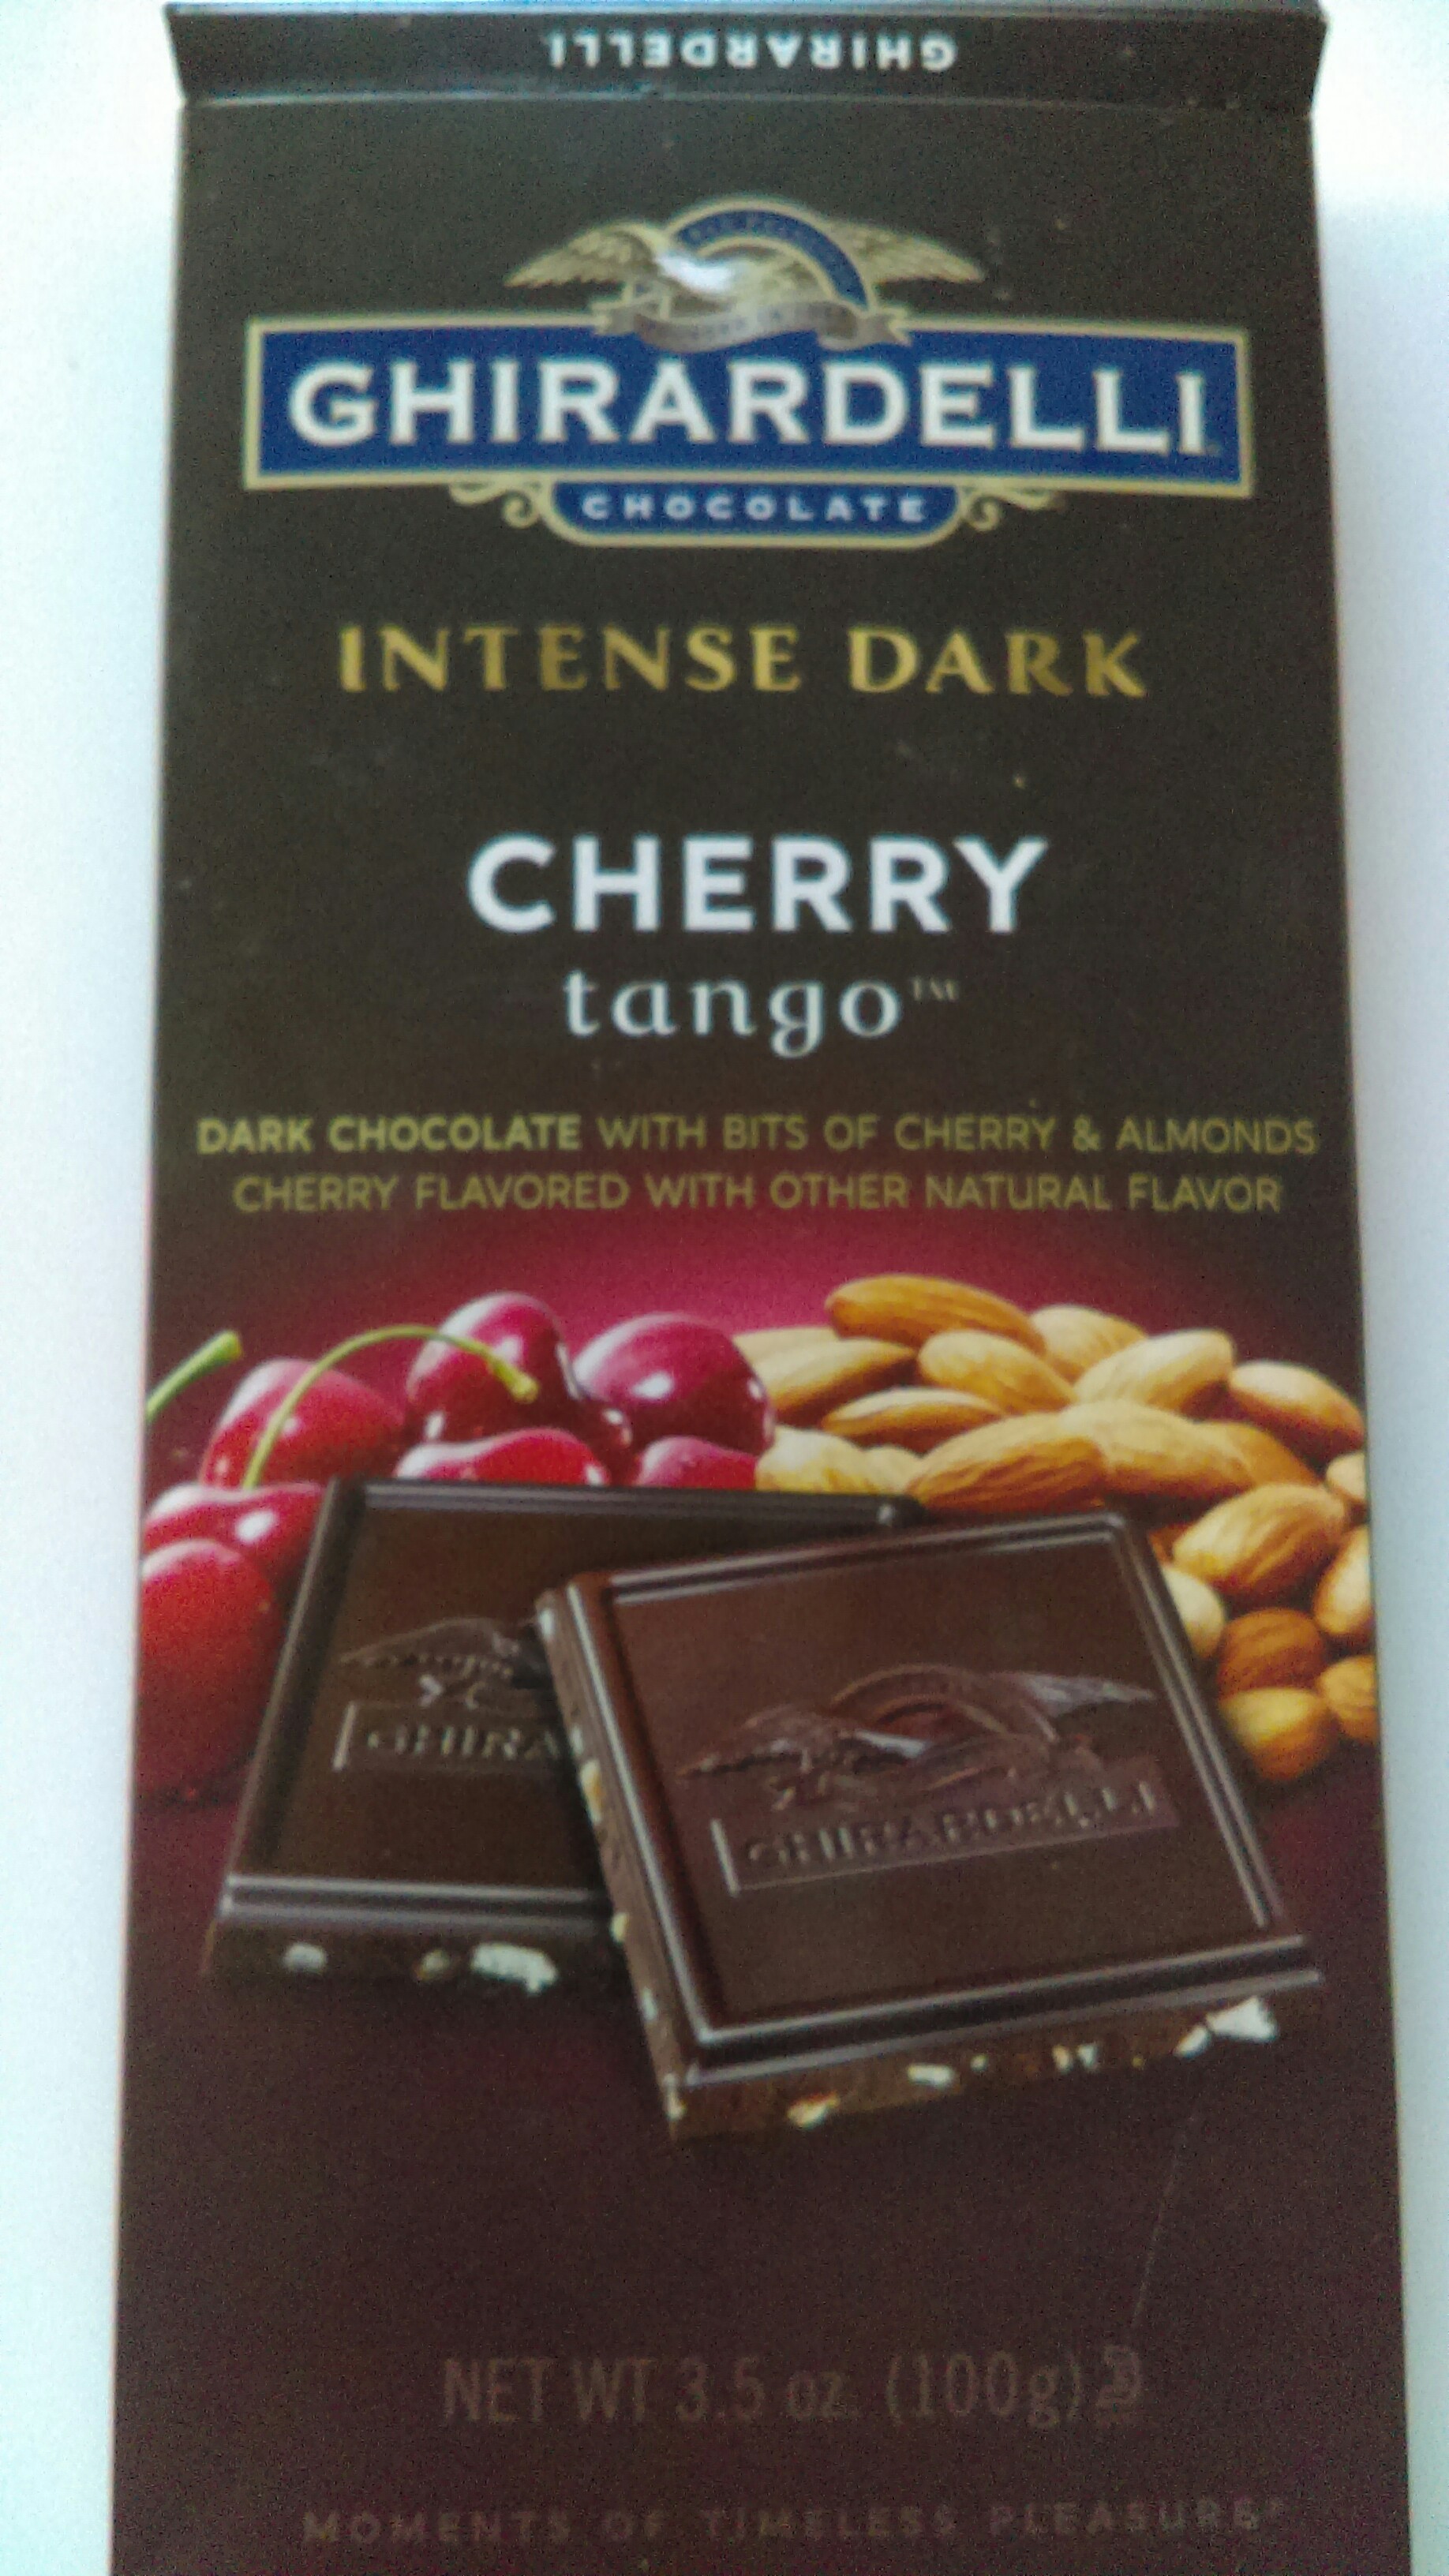 GHIRARDELLI
GHIRARDELLI
CHOCOLATE
INTENSE DARK
CHERRY
tango™
DARK CHOCOLATE WITH BITS OF CHERRY & ALMONDS
CHERRY FLAVORED WITH OTHER NATURAL FLAVOR
GHIRA
GHIRARDELLI
NET WT 3.5 oz. (100g)
MOMENTS OF TIMELESS PLEASURE®